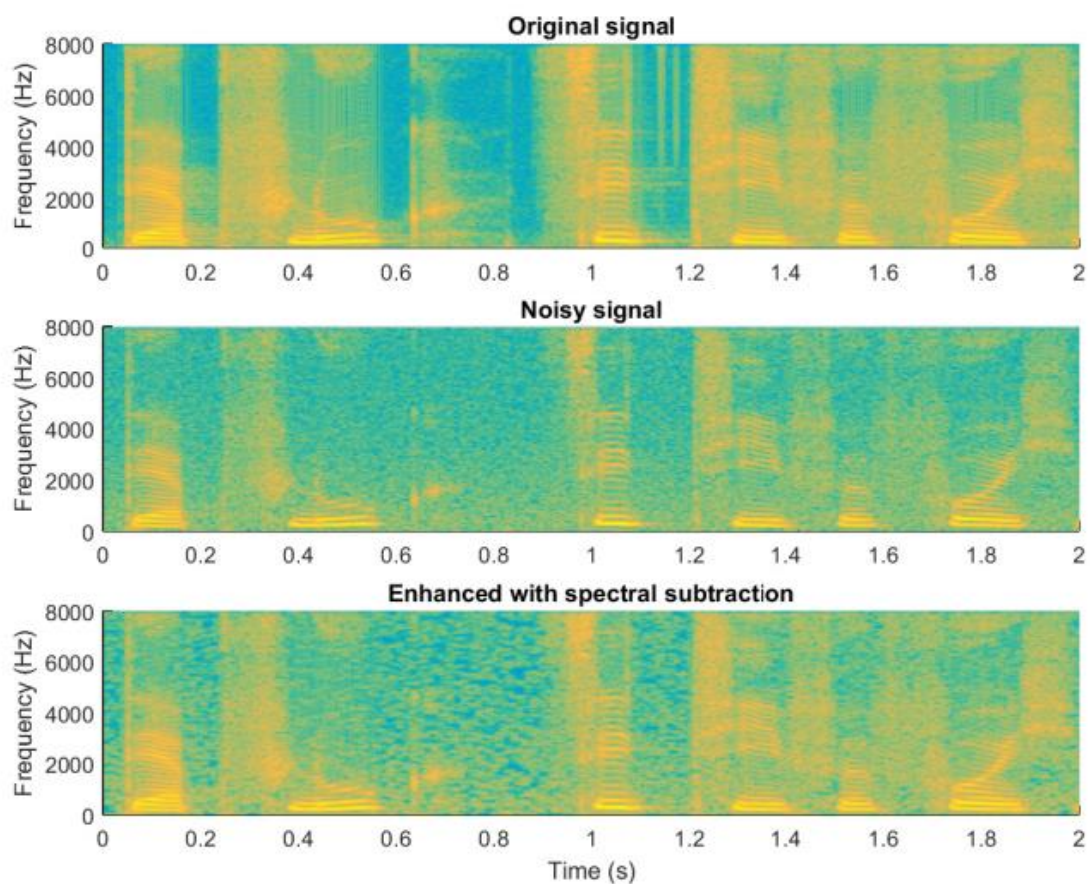 Original signal
8000
6000
4000
2000
0
Frequency (Hz)
0 0.2 0.4 0.6 0.8 1 1.2 1.4 1.6 1.8 2
Noisy signal
8000
6000
4000
2000
0
Frequency (Hz)
0 0.2 0.4 0.6 0.8 1 1.2 1.4 1.6 1.8 2
Enhanced with spectral subtraction
8000
6000
4000
2000
0
Frequency (Hz)
0 0.2 0.4 0.6 0.8 1 1.2 1.4 1.6 1.8 2
Time (s)